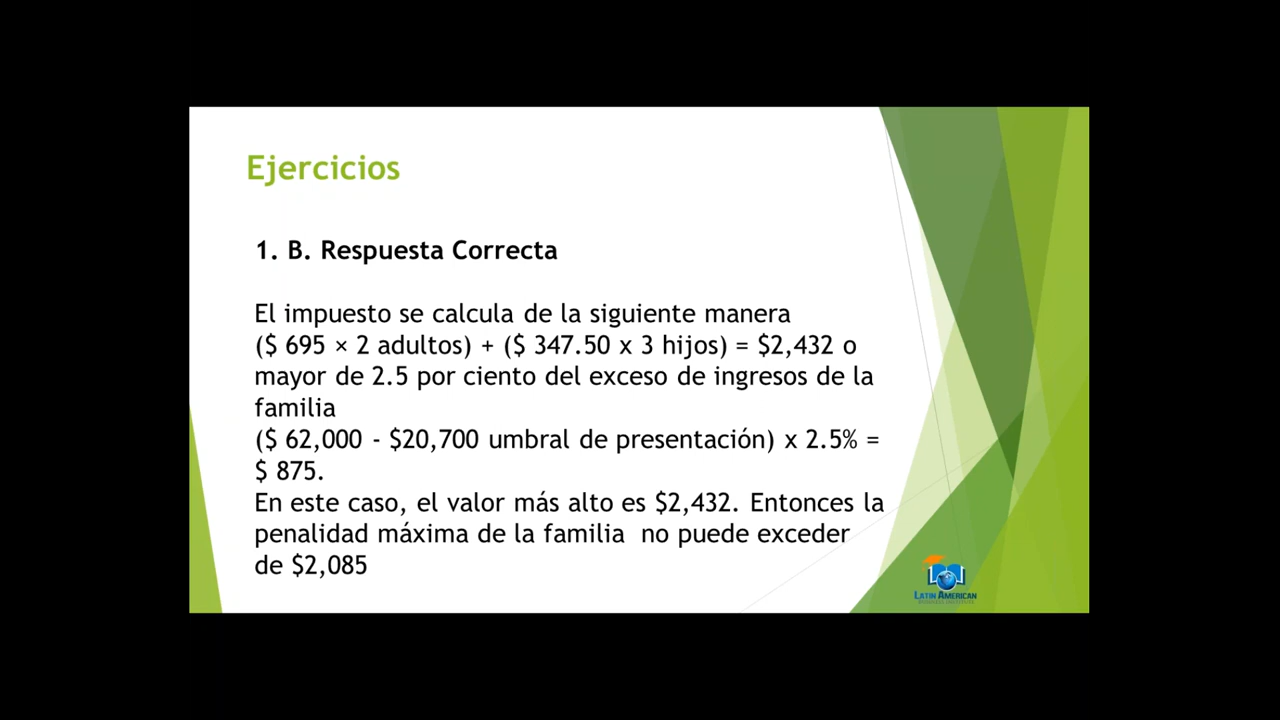 Ejercicios
1. B. Respuesta Correcta
El impuesto se calcula de la siguiente manera
($ 695 × 2 adultos) + ($ 347.50 x 3 hijos) = $2,432 o
mayor de 2.5 por ciento del exceso de ingresos de la
familia
($ 62,000 - $20,700 umbral de presentación) x 2.5% =
$ 875.
En este caso, el valor más alto es $2,432. Entonces la
penalidad máxima de la familia  no puede exceder
de $2,085
LATIN AMERICAN